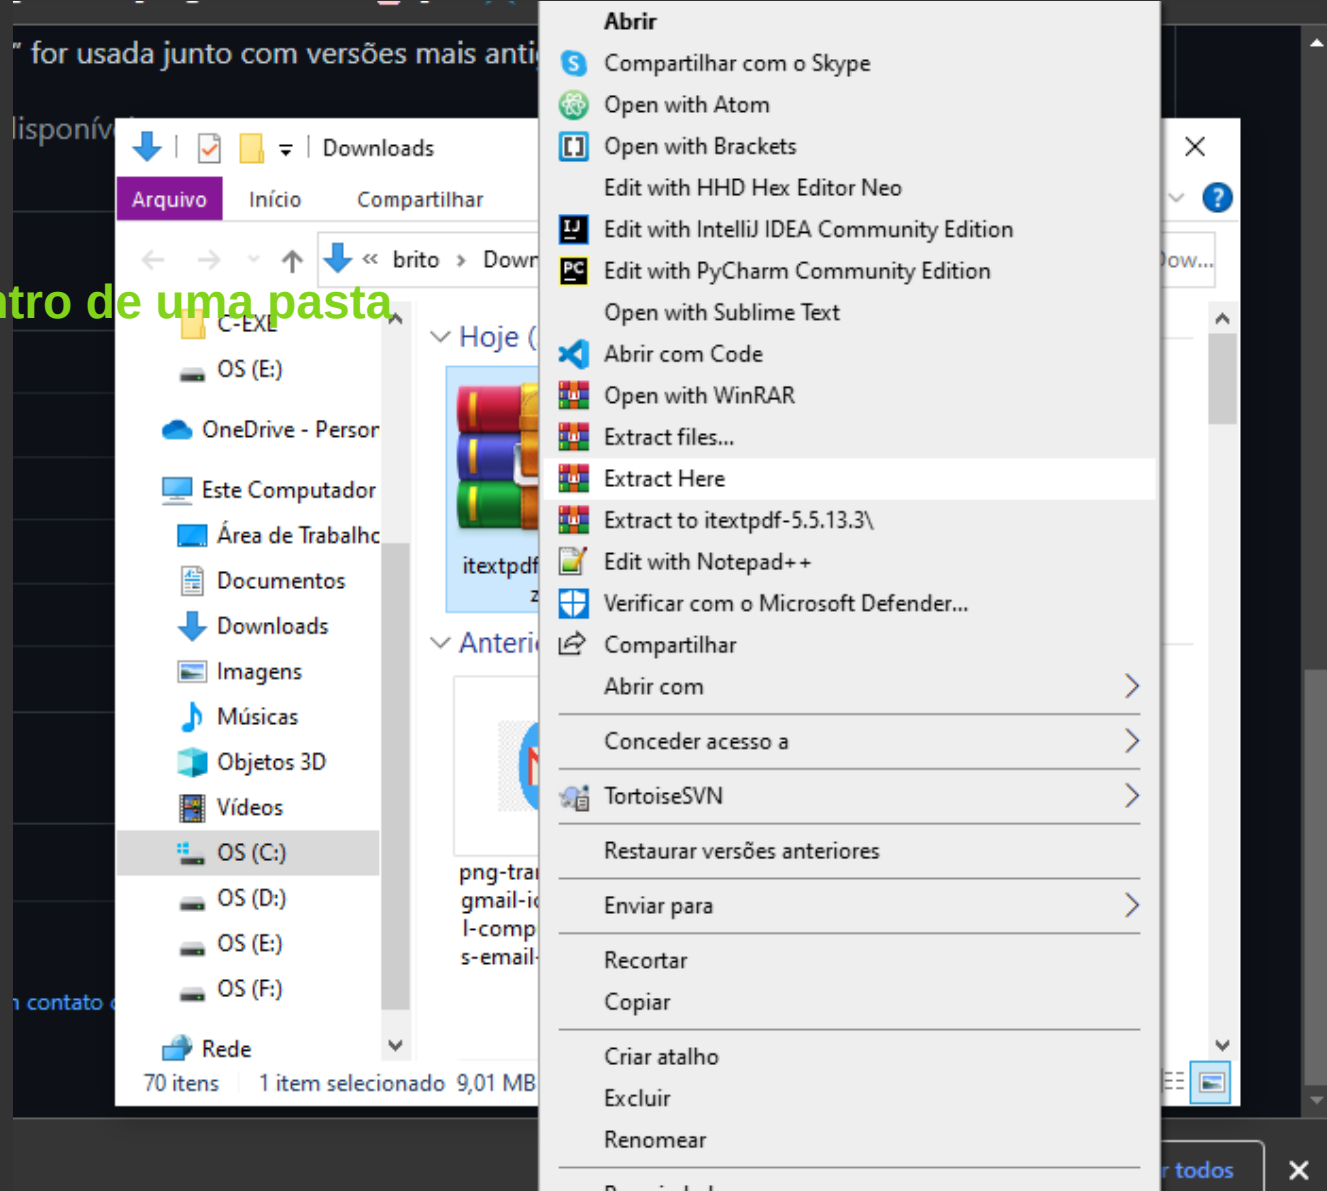 ” for usada junto com versões mais anti
Downloads
Arquivo
Início
Compartilhar
brito
Down
Dow...
ntro de uma pasta
C-EXE
OS (E:)
OneDrive - Person
Este Computador
Área de Trabalho
Documentos
Downloads
Imagens
Músicas
Objetos 3D
Vídeos
OS (C:)
OS (D:)
OS (E:)
OS (F:)
Rede
70 itens
1 item selecionado 9,01 MB
Hoje (
itextpdf
z
Anteri
png-trar
gmail-ic
l-comp
s-email-
Abrir
Compartilhar com o Skype
Open with Atom
Open with Brackets
Edit with HHD Hex Editor Neo
Edit with IntelliJ IDEA Community Edition
Edit with PyCharm Community Edition
Open with Sublime Text
Abrir com Code
Open with WinRAR
Extract files...
Extract Here
Extract to itextpdf-5.5.13.3\
Edit with Notepad++
Verificar com o Microsoft Defender...
Compartilhar
Abrir com
Conceder acesso a
TortoiseSVN
Restaurar versões anteriores
Enviar para
Recortar
Copiar
Criar atalho
Excluir
Renomear
contato
r todos